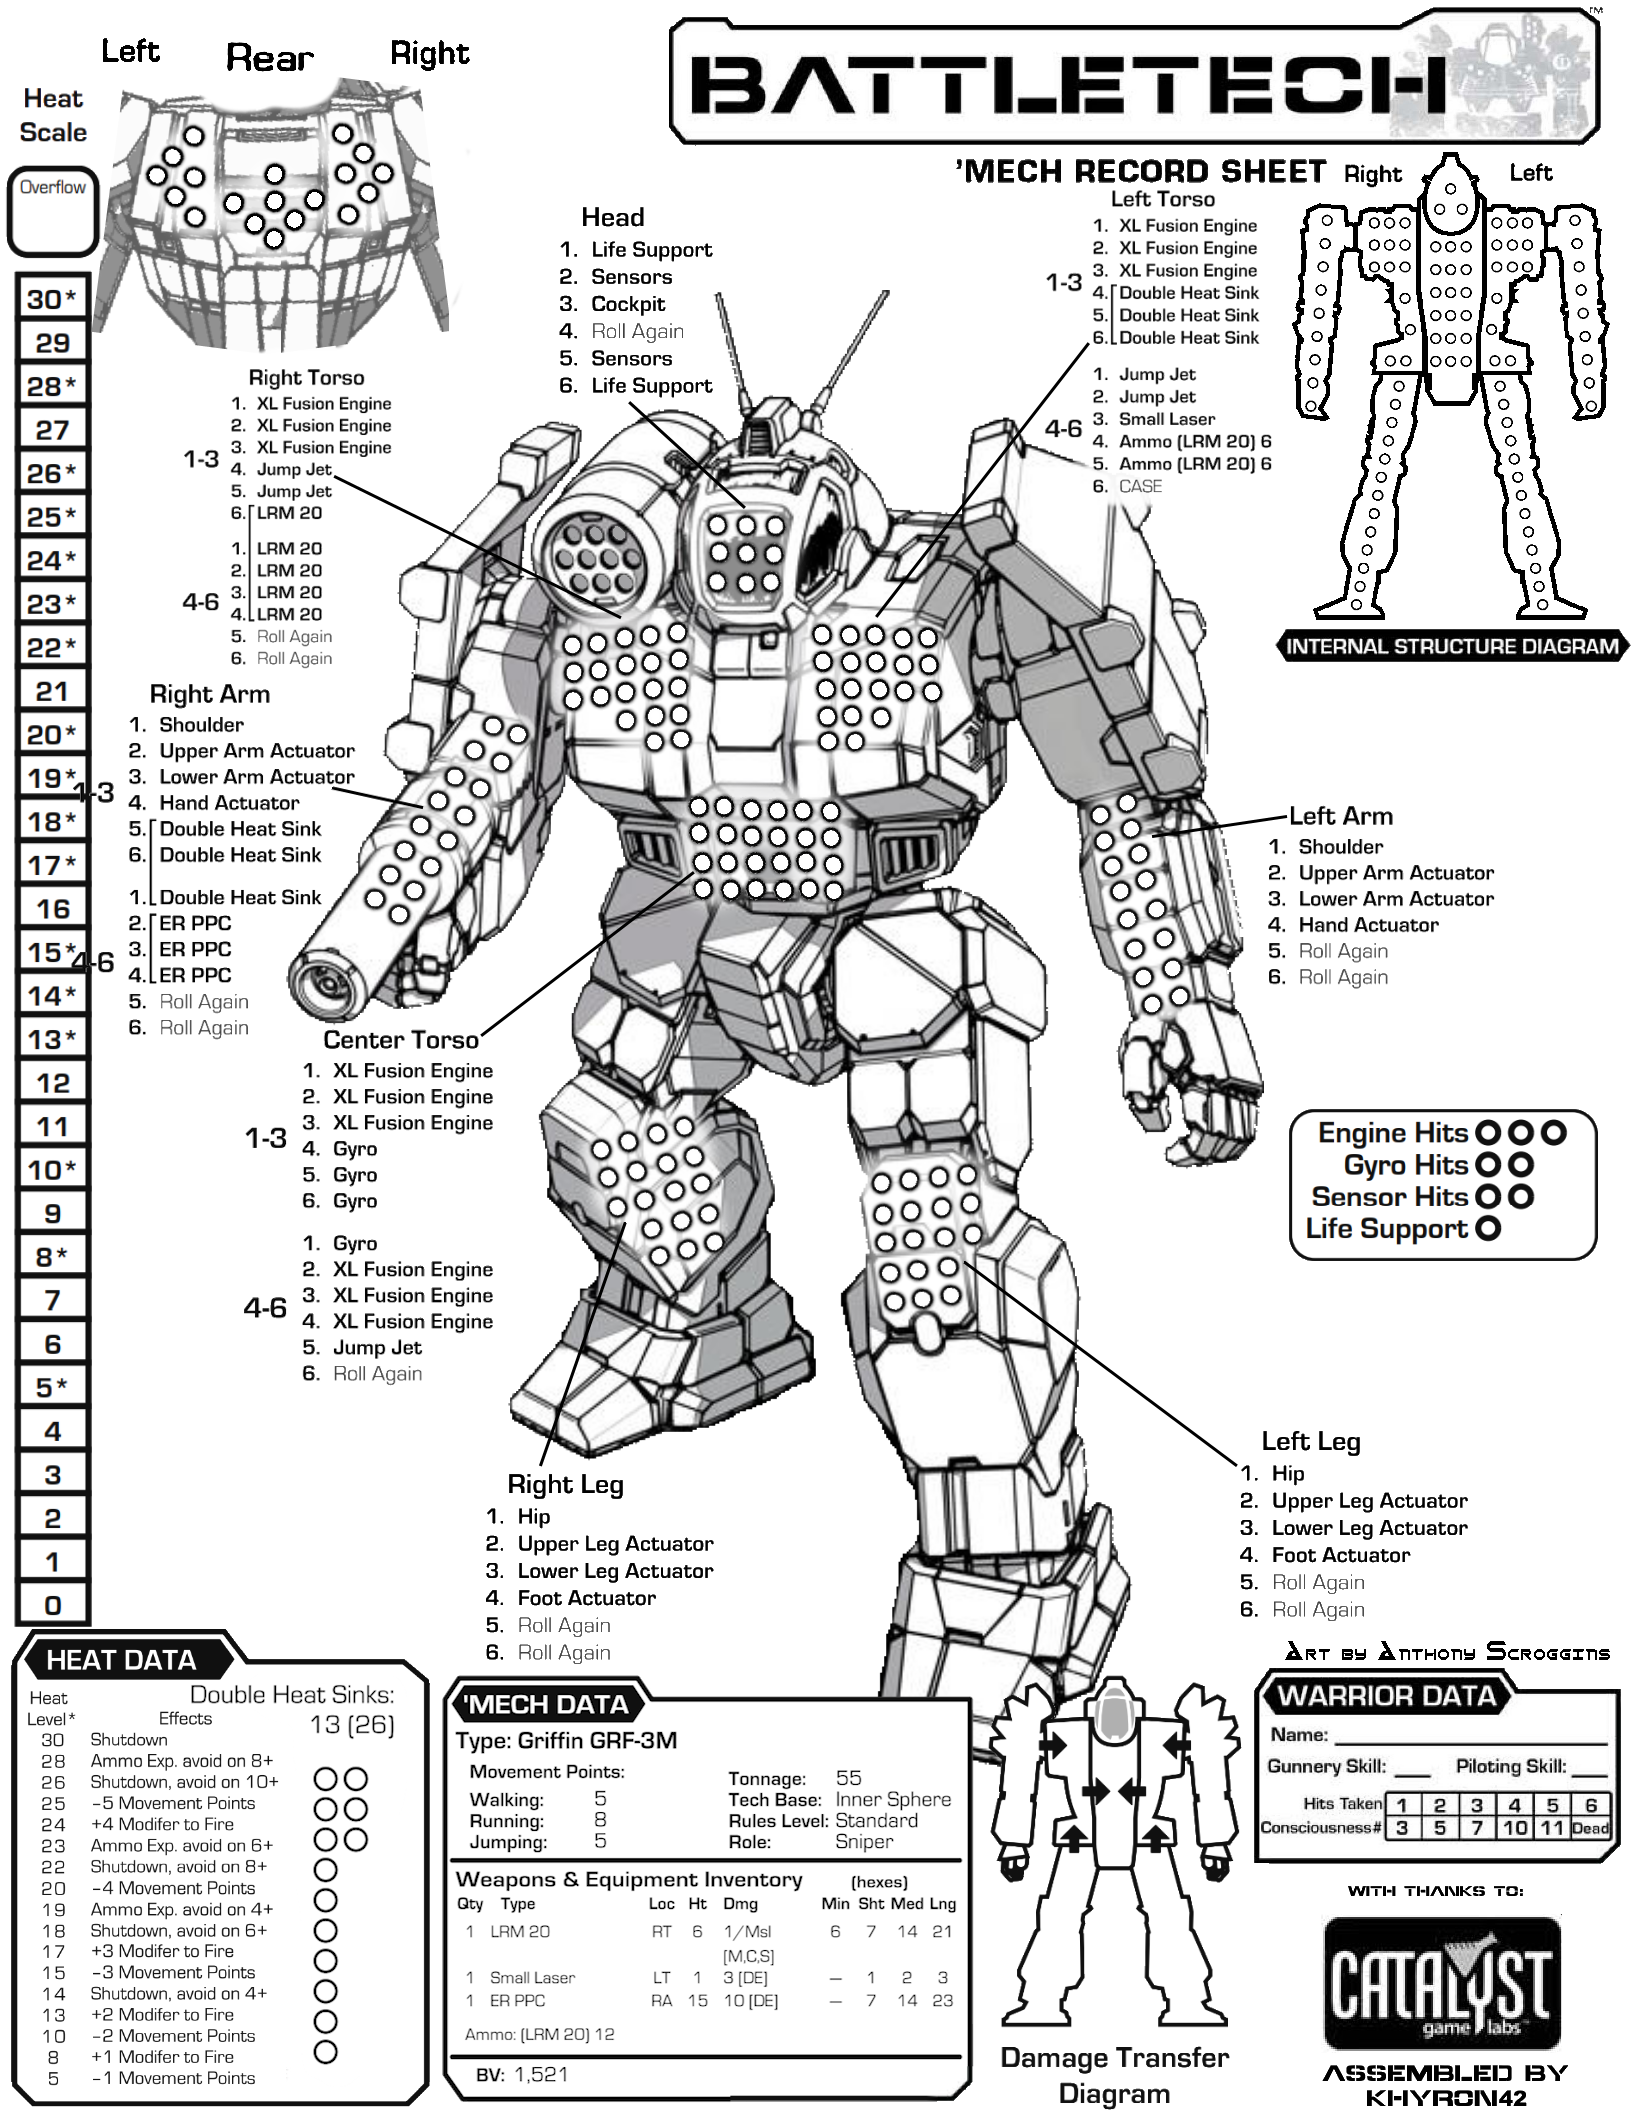 BATTLETECH
TM
'MECH RECORD SHEET
Left Rear Right
Heat
Scale
Overflow
30*
29
28*
27
26*
25*
24*
23*
22*
21
20*
19*
18*
17*
16
15*
14*
13*
12
11
10*
9
8*
7
6
5*
4
3
2
1
0
Head
1. Life Support
2. Sensors
3. Cockpit
4. Roll Again
5. Sensors
6. Life Support
Left Torso
1-3
1. XL Fusion Engine
2. XL Fusion Engine
3. XL Fusion Engine
4. Double Heat Sink
5. Double Heat Sink
6. Double Heat Sink
4-6
1. Jump Jet
2. Jump Jet
3. Small Laser
4. Ammo (LRM 20) 6
5. Ammo (LRM 20) 6
6. CASE
Right Left
INTERNAL STRUCTURE DIAGRAM
Right Torso
1-3
1. XL Fusion Engine
2. XL Fusion Engine
3. XL Fusion Engine
4. Jump Jet
5. Jump Jet
6. LRM 20
4-6
1. LRM 20
2. LRM 20
3. LRM 20
4. LRM 20
5. Roll Again
6. Roll Again
Right Arm
1-3
1. Shoulder
2. Upper Arm Actuator
3. Lower Arm Actuator
4. Hand Actuator
5. Double Heat Sink
6. Double Heat Sink
4-6
1. Double Heat Sink
2. ER PPC
3. ER PPC
4. ER PPC
5. Roll Again
6. Roll Again
Left Arm
1. Shoulder
2. Upper Arm Actuator
3. Lower Arm Actuator
4. Hand Actuator
5. Roll Again
6. Roll Again
Center Torso
1-3
1. XL Fusion Engine
2. XL Fusion Engine
3. XL Fusion Engine
4. Gyro
5. Gyro
6. Gyro
4-6
1. Gyro
2. XL Fusion Engine
3. XL Fusion Engine
4. XL Fusion Engine
5. Jump Jet
6. Roll Again
Engine Hits
Gyro Hits
Sensor Hits
Life Support
Right Leg
1. Hip
2. Upper Leg Actuator
3. Lower Leg Actuator
4. Foot Actuator
5. Roll Again
6. Roll Again
Left Leg
1. Hip
2. Upper Leg Actuator
3. Lower Leg Actuator
4. Foot Actuator
5. Roll Again
6. Roll Again
Art by Anthony Scroggins
HEAT DATA
Heat
Level* Effects
Double Heat Sinks:
13 (26)
30 Shutdown
28 Ammo Exp. avoid on 8+
26 Shutdown, avoid on 10+
25 -5 Movement Points
24 +4 Modifer to Fire
23 Ammo Exp. avoid on 6+
22 Shutdown, avoid on 8+
20 -4 Movement Points
19 Ammo Exp. avoid on 4+
18 Shutdown, avoid on 6+
17 +3 Modifer to Fire
15 -3 Movement Points
14 Shutdown, avoid on 4+
13 +2 Modifer to Fire
10 -2 Movement Points
8 +1 Modifer to Fire
5 -1 Movement Points
'MECH DATA
Type: Griffin GRF-3M
Movement Points:
Walking: 5
Running: 8
Jumping: 5
Tonnage: 55
Tech Base: Inner Sphere
Rules Level: Standard
Role: Sniper
Weapons & Equipment Inventory (hexes)
Qty Type Loc Ht Dmg Min Sht Med Lng
1 LRM 20 RT 6 1/Msl 6 7 14 21
[M,C,S]
1 Small Laser LT 1 3 [DE] — 1 2 3
1 ER PPC RA 15 10 [DE] — 7 14 23
Ammo: (LRM 20) 12
BV: 1,521
Damage Transfer
Diagram
WARRIOR DATA
Name:
Gunnery Skill: Piloting Skill:
Hits Taken 1 2 3 4 5 6
Consciousness# 3 5 7 10 11 Dead
WITH THANKS TO:
CATALYST
game labs
ASSEMBLED BY
KHYRON42